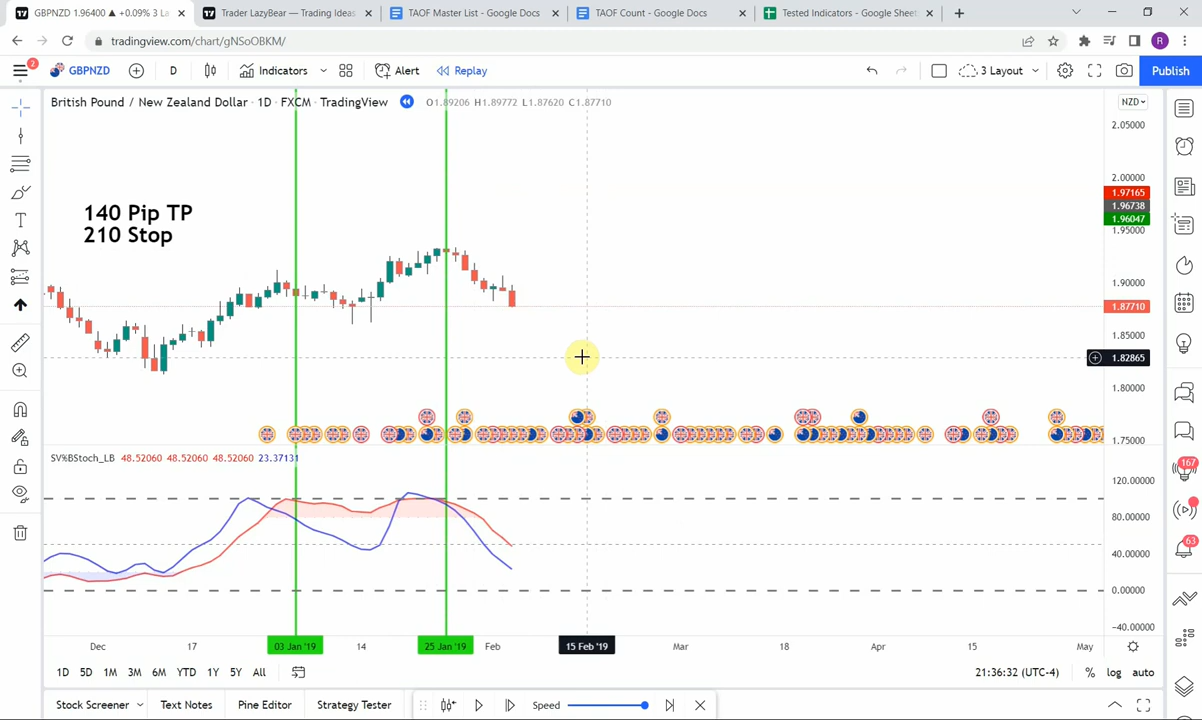 GBPNZD 1.96400 ▲ +0.09% 3 La
Trader LazyBear — Trading Ideas
TAOF Master List - Google Docs
TAOF Count - Google Docs
Tested Indicators - Google Sheet
tradingview.com/chart/gNSoOBKM/
R
2
GBPNZD
D
Indicators
Alert
Replay
3 Layout
Publish
British Pound / New Zealand Dollar · 1D · FXCM · TradingView
O1.89206 H1.89772 L1.87620 C1.87710
NZD
2.05000
2.00000
1.97165
1.96738
1.96047
1.95000
140 Pip TP
210 Stop
1.90000
1.87710
1.85000
1.82865
1.80000
1.75000
SV%BStoch_LB 48.52060 48.52060 48.52060 23.37131
167
120.00000
80.00000
40.00000
0.00000
−40.00000
63
Dec
17
03 Jan '19
14
25 Jan '19
Feb
15 Feb '19
Mar
18
Apr
15
May
1D 5D 1M 3M 6M YTD 1Y 5Y All
21:36:32 (UTC-4)
% log auto
Stock Screener
Text Notes
Pine Editor
Strategy Tester
Speed